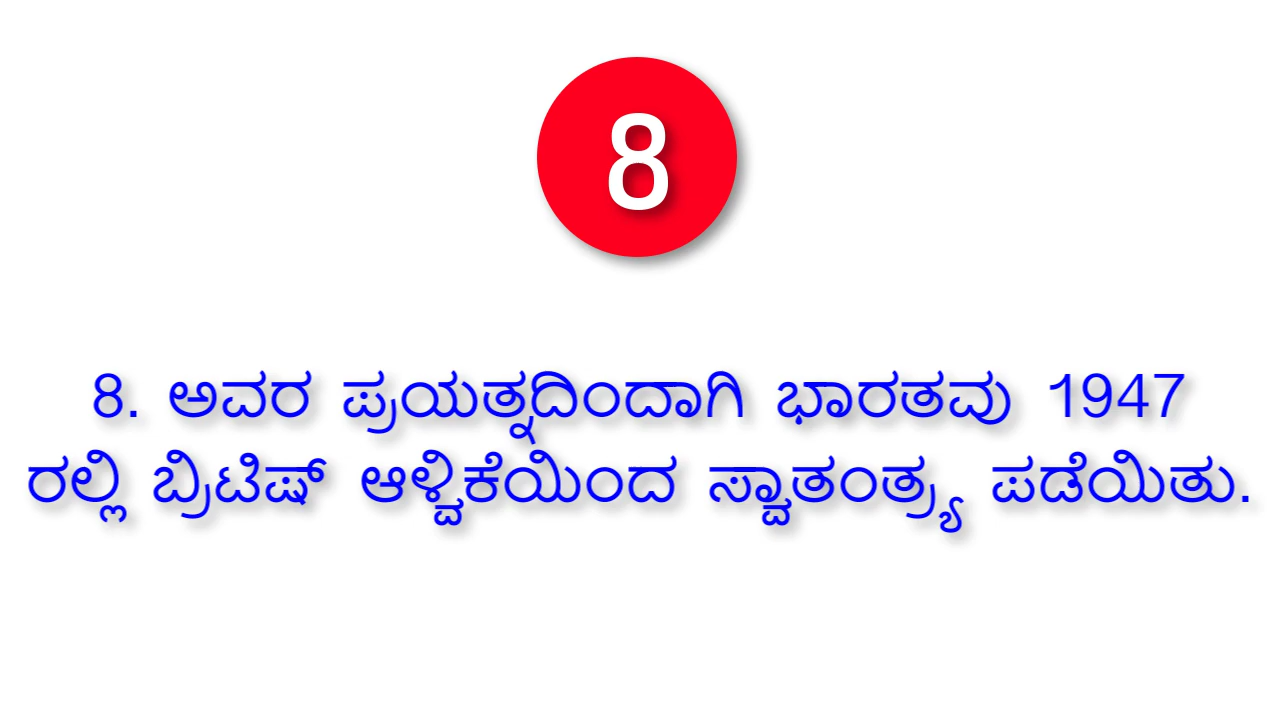 8
8. ಅವರ ಪ್ರಯತ್ನದಿಂದಾಗಿ ಭಾರತವು 1947
ರಲ್ಲಿ ಬ್ರಿಟಿಷ್ ಆಳ್ವಿಕೆಯಿಂದ ಸ್ವಾತಂತ್ರ್ಯ ಪಡೆಯಿತು.